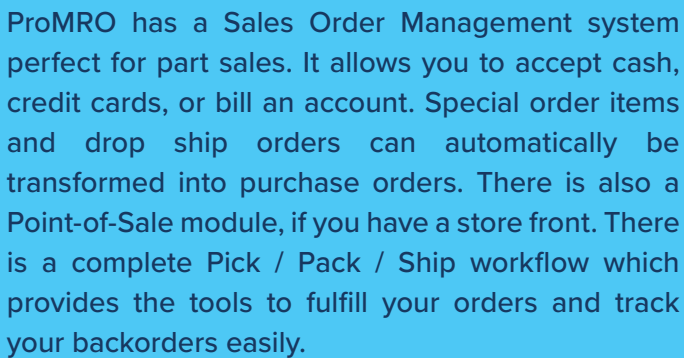 ProMRO has a Sales Order Management system
perfect for part sales. It allows you to accept cash,
credit cards, or bill an account. Special order items
and drop ship orders can automatically be
transformed into purchase orders. There is also a
Point-of-Sale module, if you have a store front. There
is a complete Pick / Pack / Ship workflow which
provides the tools to fulfill your orders and track
your backorders easily.